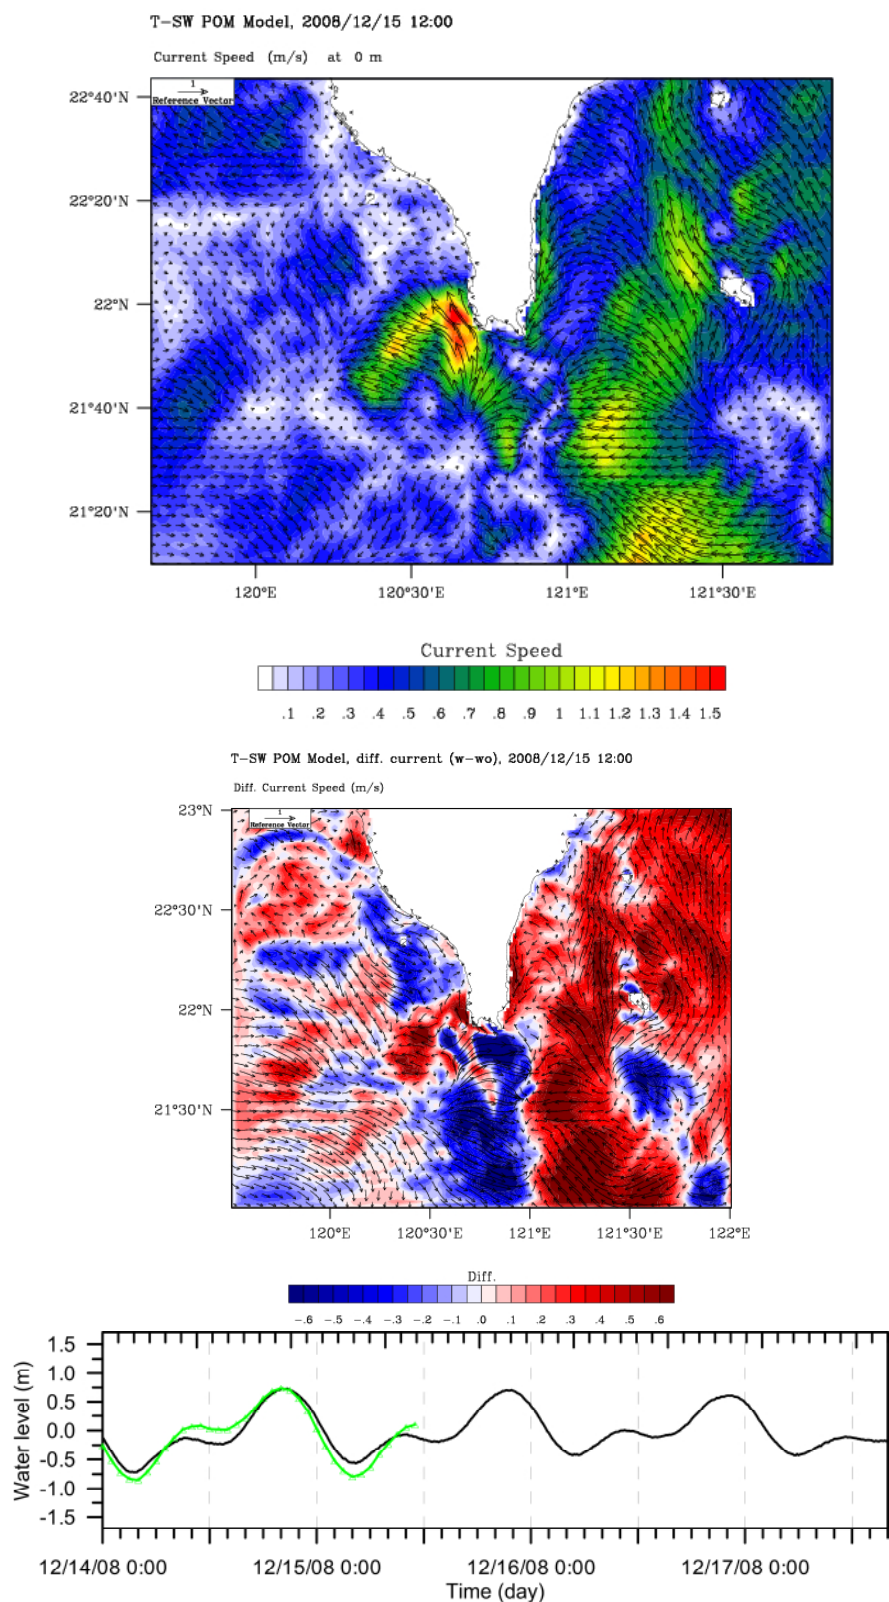 T-SW POM Model, 2008/12/15 12:00
Current Speed (m/s) at 0 m
1
Reference Vector
22°40'N
22°20'N
22°N
21°40'N
21°20'N
120°E 120°30'E 121°E 121°30'E
Current Speed
.1 .2 .3 .4 .5 .6 .7 .8 .9 1 1.1 1.2 1.3 1.4 1.5
T-SW POM Model, diff. current (w-wo), 2008/12/15 12:00
Diff. Current Speed (m/s)
1
Reference Vector
23°N
22°30'N
22°N
21°30'N
120°E 120°30'E 121°E 121°30'E 122°E
Diff.
-.6 -.5 -.4 -.3 -.2 -.1 .0 .1 .2 .3 .4 .5 .6
Water level (m)
1.5
1.0
0.5
0.0
-0.5
-1.0
-1.5
12/14/08 0:00 12/15/08 0:00 12/16/08 0:00 12/17/08 0:00
Time (day)